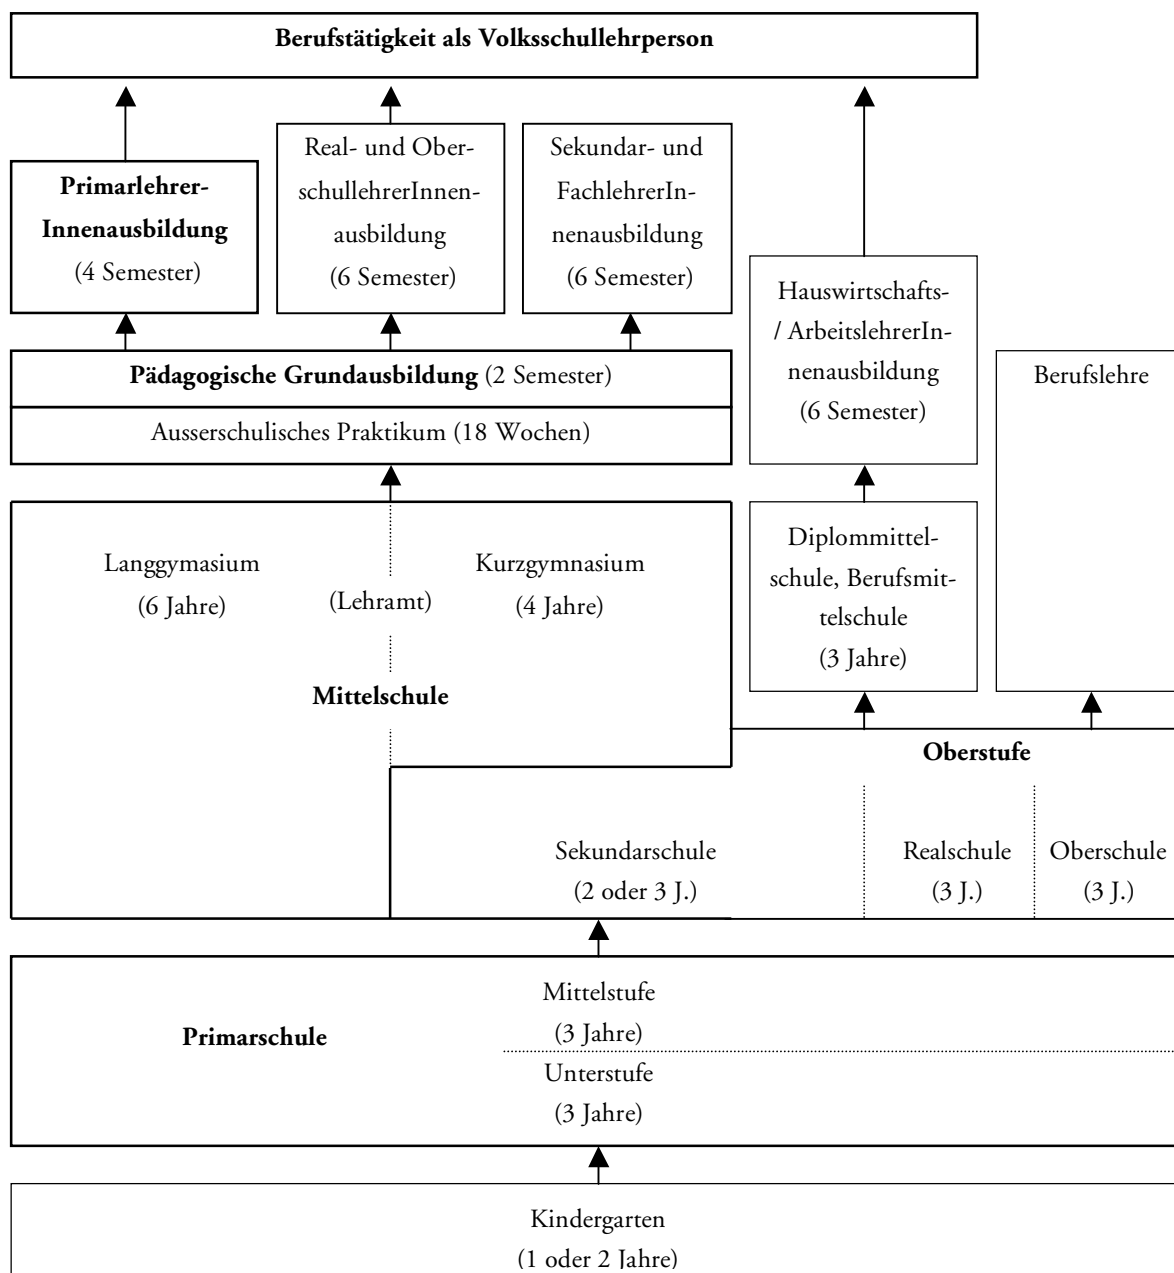 Berufstätigkeit als Volksschullehrperson
Primarlehrer-
Innenausbildung
(4 Semester)
Real- und Ober-
schullehrerInnen-
ausbildung
(6 Semester)
Sekundar- und
FachlehrerIn-
nenausbildung
(6 Semester)
Hauswirtschafts-
/ ArbeitslehrerIn-
nenausbildung
(6 Semester)
Berufslehre
Pädagogische Grundausbildung (2 Semester)
Ausserschulisches Praktikum (18 Wochen)
Langgymasium
(6 Jahre)
(Lehramt)
Kurzgymnasium
(4 Jahre)
Mittelschule
Diplommittel-
schule, Berufsmit-
telschule
(3 Jahre)
Oberstufe
Sekundarschule
(2 oder 3 J.)
Realschule
(3 J.)
Oberschule
(3 J.)
Primarschule
Mittelstufe
(3 Jahre)
Unterstufe
(3 Jahre)
Kindergarten
(1 oder 2 Jahre)